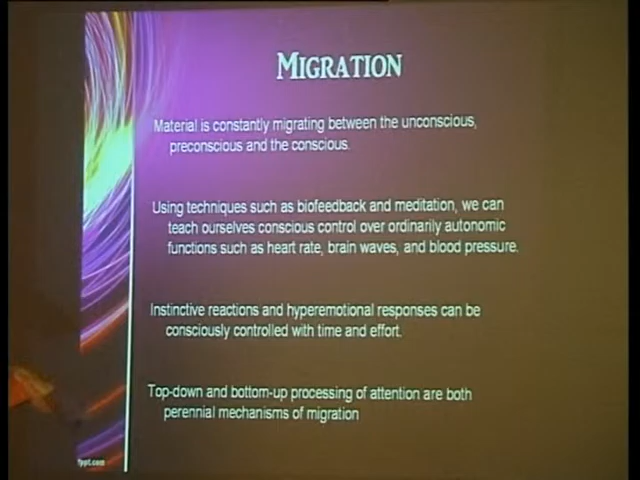 MIGRATION
Material is constantly migrating between the unconscious,
preconscious and the conscious.
Using techniques such as biofeedback and meditation, we can
teach ourselves conscious control over ordinarily autonomic
functions such as heart rate, brain waves, and blood pressure.
Instinctive reactions and hyperemotional responses can be
consciously controlled with time and effort.
Top-down and bottom-up processing of attention are both
perennial mechanisms of migration
fppt.com